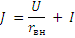 J = U/rвн + I